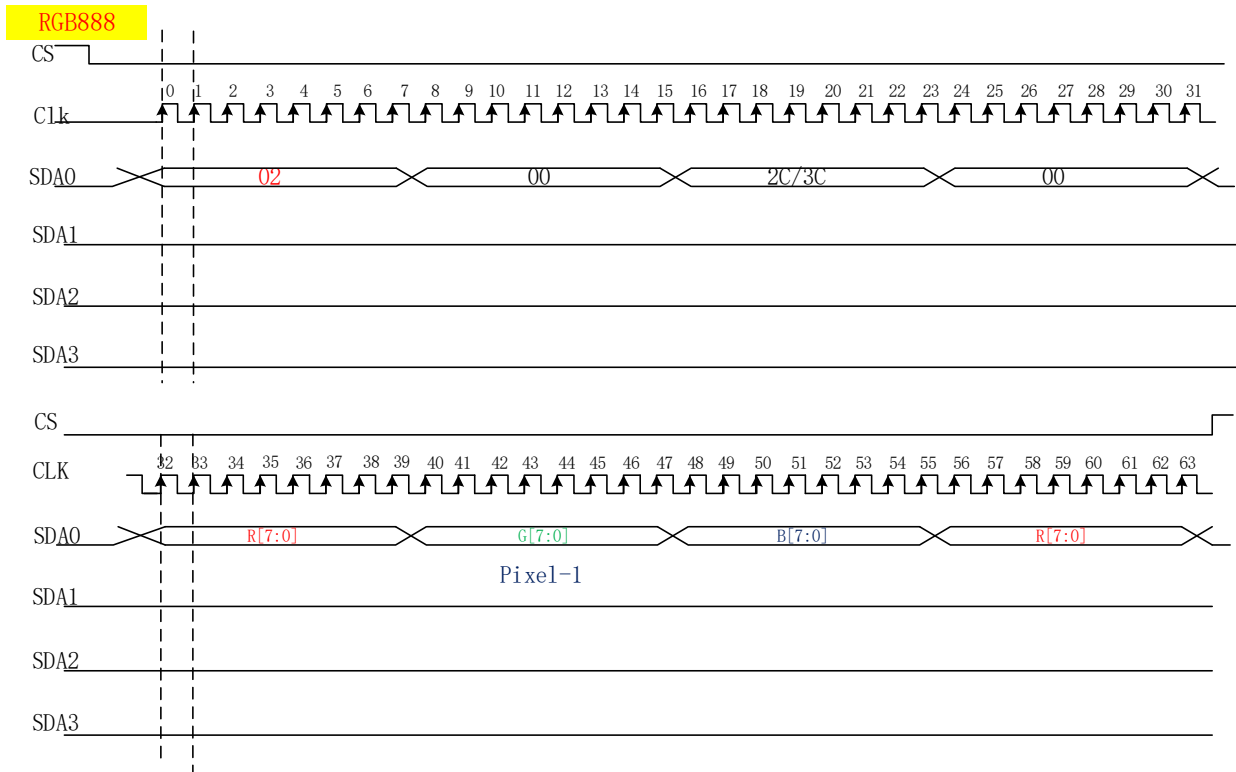 RGB888
CS
Clk 0 1 2 3 4 5 6 7 8 9 10 11 12 13 14 15 16 17 18 19 20 21 22 23 24 25 26 27 28 29 30 31
SDA0 02 00 2C/3C 00
SDA1
SDA2
SDA3
CS
CLK 32 33 34 35 36 37 38 39 40 41 42 43 44 45 46 47 48 49 50 51 52 53 54 55 56 57 58 59 60 61 62 63
SDA0 R[7:0] G[7:0] B[7:0] R[7:0]
Pixel-1
SDA1
SDA2
SDA3